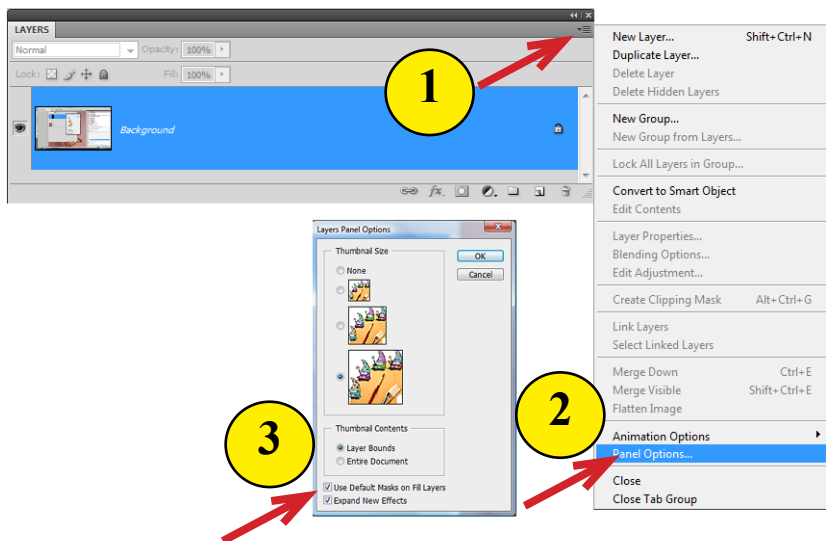 LAYERS
Normal Opacity: 100%
Lock: Fill: 100%
Background
fx.
1
New Layer... Shift+Ctrl+N
Duplicate Layer...
Delete Layer
Delete Hidden Layers
New Group...
New Group from Layers...
Lock All Layers in Group...
Convert to Smart Object
Edit Contents
Layer Properties...
Blending Options...
Edit Adjustment...
Create Clipping Mask Alt+Ctrl+G
Link Layers
Select Linked Layers
Merge Down Ctrl+E
Merge Visible Shift+Ctrl+E
Flatten Image
Animation Options
Panel Options...
Close
Close Tab Group
2
Layers Panel Options
Thumbnail Size
OK
None
Cancel
Thumbnail Contents
Layer Bounds
Entire Document
Use Default Masks on Fill Layers
Expand New Effects
3